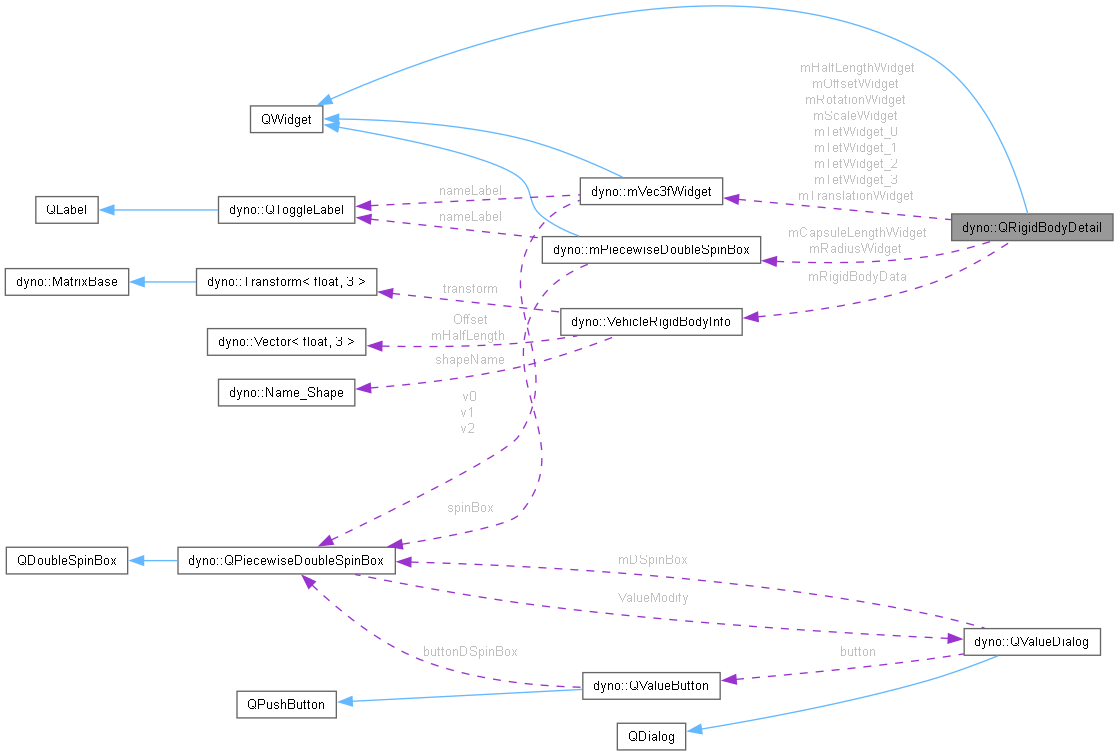 mHalfLengthWidget
mOffsetWidget
mRotationWidget
mScaleWidget
mTetWidget_0
mTetWidget_1
mTetWidget_2
mTetWidget_3
mTranslationWidget
QWidget
dyno::mVec3fWidget
nameLabel
QLabel
dyno::QToggleLabel
nameLabel
dyno::QRigidBodyDetail
mCapsuleLengthWidget
mRadiusWidget
dyno::mPiecewiseDoubleSpinBox
mRigidBodyData
dyno::MatrixBase
dyno::Transform< float, 3 >
transform
dyno::VehicleRigidBodyInfo
Offset
mHalfLength
dyno::Vector< float, 3 >
shapeName
dyno::Name_Shape
v0
v1
v2
spinBox
QDoubleSpinBox
dyno::QPiecewiseDoubleSpinBox
mDSpinBox
ValueModify
dyno::QValueDialog
buttonDSpinBox
button
dyno::QValueButton
QPushButton
QDialog